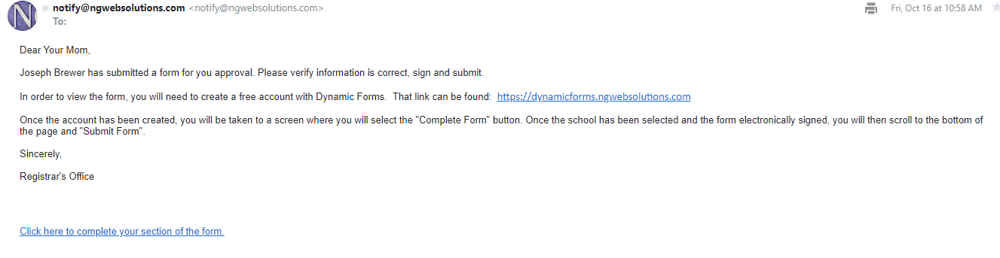 N
notify@ngwebsolutions.com <notify@ngwebsolutions.com>
Fri, Oct 16 at 10:58 AM
To:
Dear Your Mom,
Joseph Brewer has submitted a form for you approval. Please verify information is correct, sign and submit.
In order to view the form, you will need to create a free account with Dynamic Forms.  That link can be found:  https://dynamicforms.ngwebsolutions.com
Once the account has been created, you will be taken to a screen where you will select the "Complete Form" button. Once the school has been selected and the form electronically signed, you will then scroll to the bottom of
the page and "Submit Form".
Sincerely,
Registrar's Office
Click here to complete your section of the form.